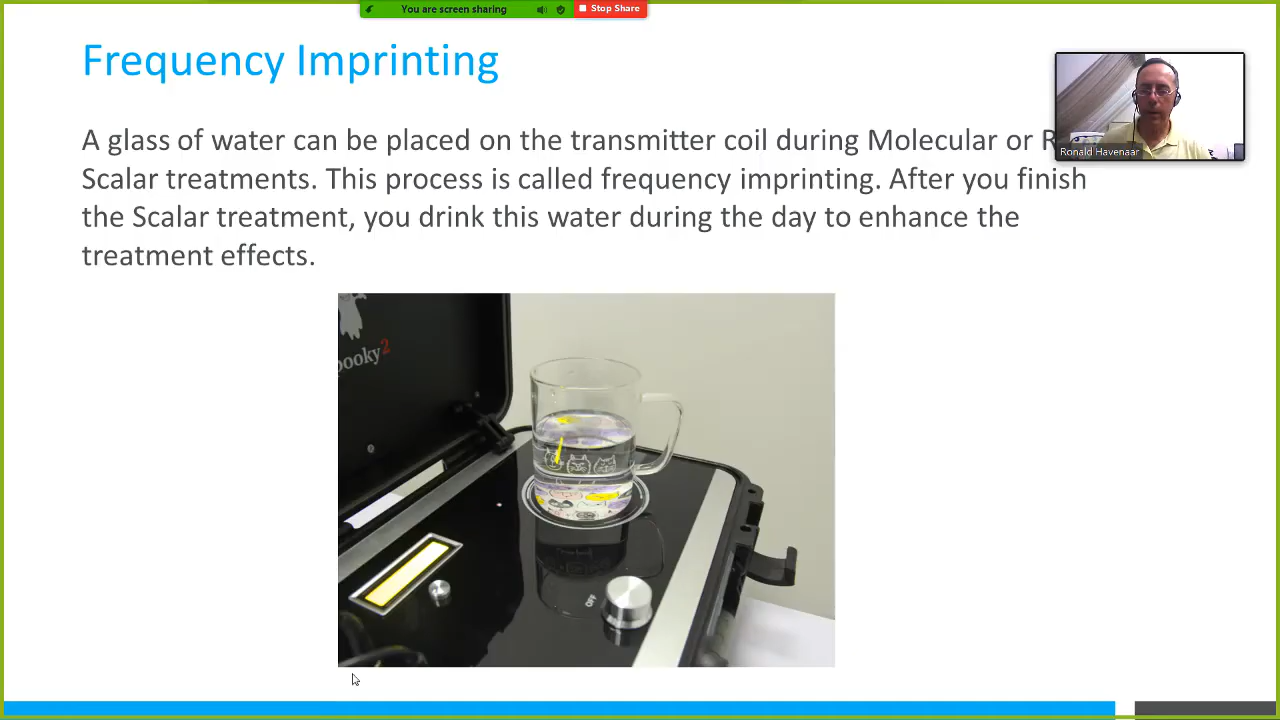 You are screen sharing
Stop Share
Frequency Imprinting
A glass of water can be placed on the transmitter coil during Molecular or R
Scalar treatments. This process is called frequency imprinting. After you finish
the Scalar treatment, you drink this water during the day to enhance the
treatment effects.
Ronald Havenaar
pooky2
OFF